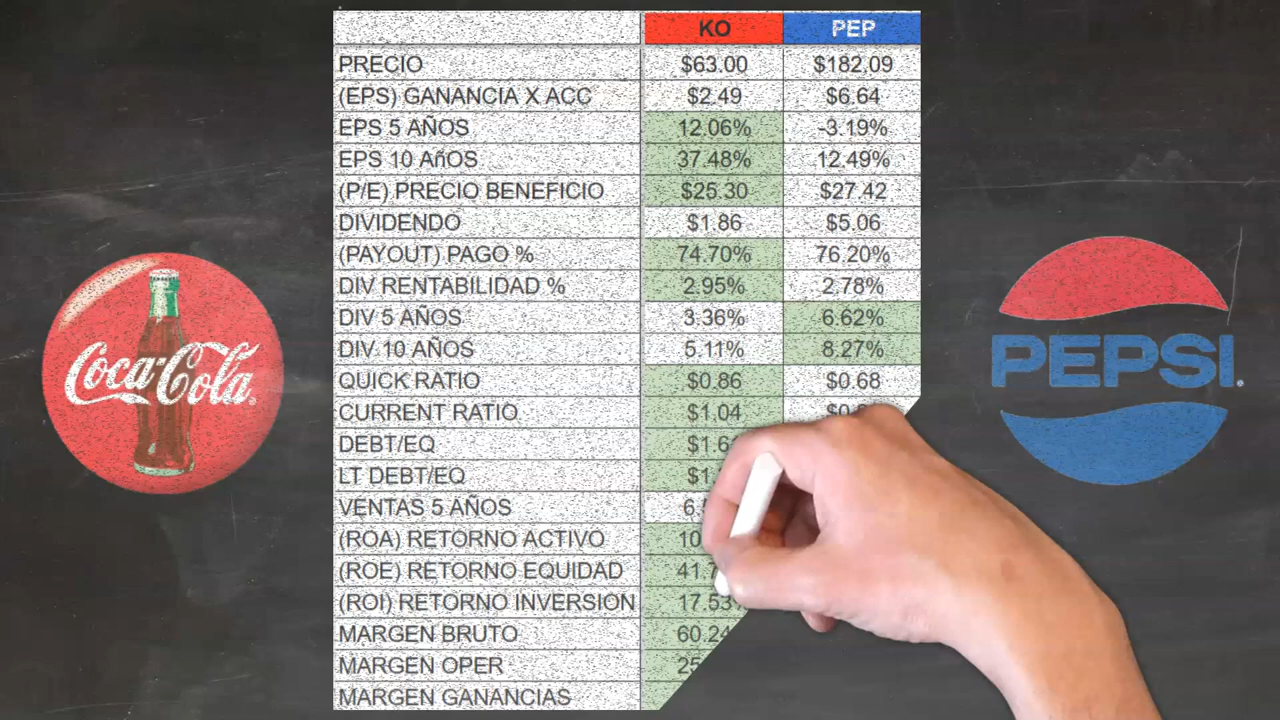 KO PEP
PRECIO $63.00 $182.09
(EPS) GANANCIA X ACC $2.49 $6.64
EPS 5 AÑOS 12.06% -3.19%
EPS 10 AñOS 37.48% 12.49%
(P/E) PRECIO BENEFICIO $25.30 $27.42
DIVIDENDO $1.86 $5.06
(PAYOUT) PAGO % 74.70% 76.20%
DIV RENTABILIDAD % 2.95% 2.78%
DIV 5 AÑOS 3.36% 6.62%
DIV 10 AÑOS 5.11% 8.27%
QUICK RATIO $0.86 $0.68
CURRENT RATIO $1.04
DEBT/EQ
LT DEBT/EQ
VENTAS 5 AÑOS
(ROA) RETORNO ACTIVO
(ROE) RETORNO EQUIDAD
(ROI) RETORNO INVERSION 17.53%
MARGEN BRUTO 60.24
MARGEN OPER
MARGEN GANANCIAS
Coca-Cola
PEPSI